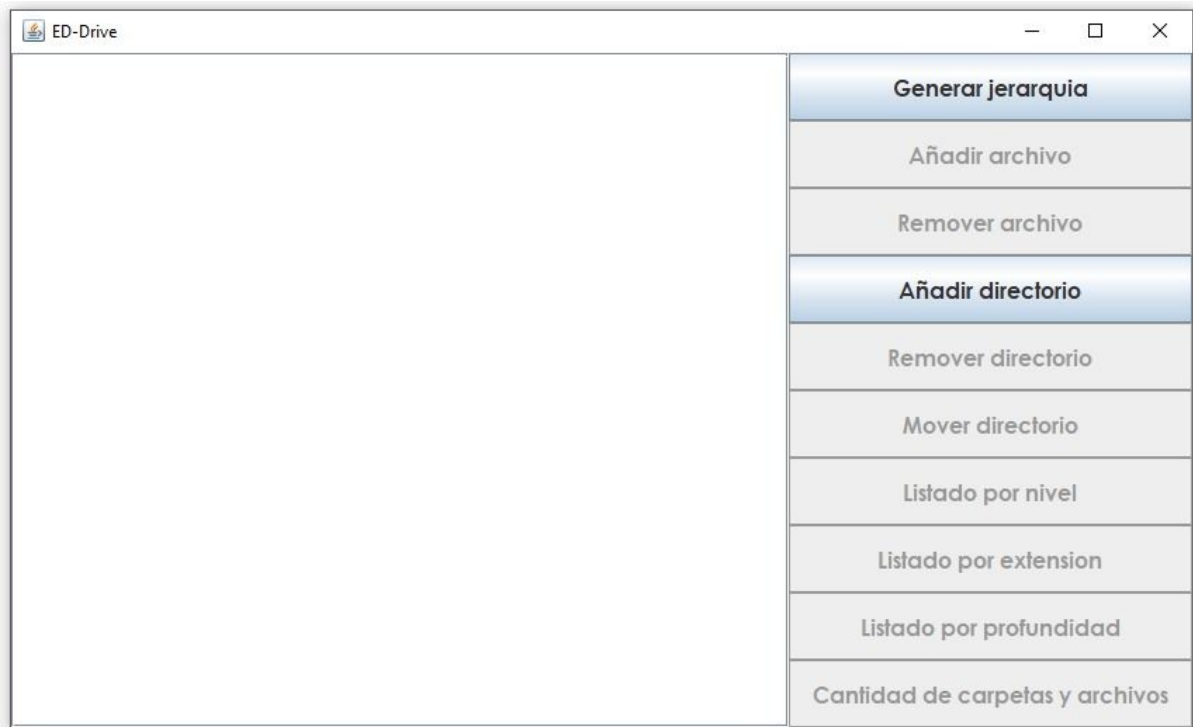 ED-Drive
Generar jerarquia
Añadir archivo
Remover archivo
Añadir directorio
Remover directorio
Mover directorio
Listado por nivel
Listado por extension
Listado por profundidad
Cantidad de carpetas y archivos